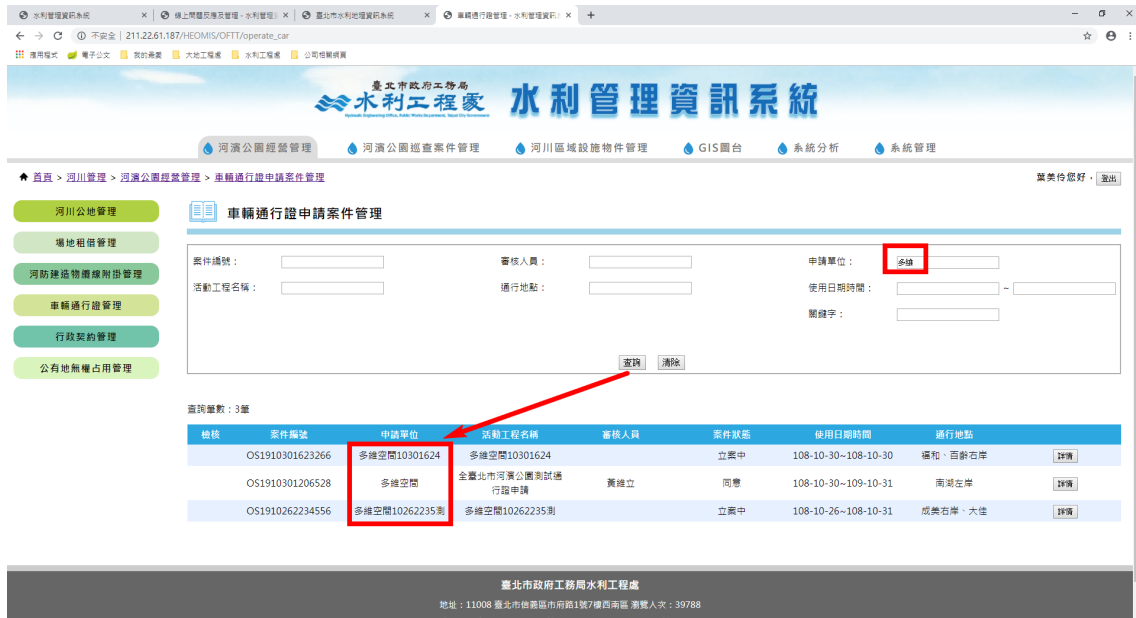 水利管理資訊系統
線上問題反應及管理 - 水利管理
臺北市水利地理資訊系統
車輛通行證管理 - 水利管理資訊
不安全 | 211.22.61.187/HEOMIS/OFTT/operate_car
應用程式 電子公文 我的最愛 大地工程處 水利工程處 公司相關網頁
臺北市政府工務局
水利工程處 水利管理資訊系統
Hydraulic Engineering Office, Public Works Department, Taipei City Government
河濱公園經營管理 河濱公園巡查案件管理 河川區域設施物件管理 GIS圖台 系統分析 系統管理
首頁 > 河川管理 > 河濱公園經營管理 > 車輛通行證申請案件管理 葉美伶您好， 登出
河川公地管理
場地租借管理
河防建造物纜線附掛管理
車輛通行證管理
行政契約管理
公有地無權占用管理
車輛通行證申請案件管理
案件編號： 審核人員： 申請單位： 多維
活動工程名稱： 通行地點： 使用日期時間： ~
關鍵字：
查詢 清除
查詢筆數：3筆
檢核 案件編號 申請單位 活動工程名稱 審核人員 案件狀態 使用日期時間 通行地點
OS1910301623266 多維空間10301624 多維空間10301624 立案中 108-10-30~108-10-30 福和、百齡右岸 詳情
OS1910301206528 多維空間 全臺北市河濱公園測試通行證申請 黃維立 同意 108-10-30~109-10-31 南湖左岸 詳情
OS1910262234556 多維空間10262235測 多維空間10262235測 立案中 108-10-26~108-10-31 成美右岸、大佳 詳情
臺北市政府工務局水利工程處
地址：11008 臺北市信義區市府路1號7樓西南區 瀏覽人次：39788